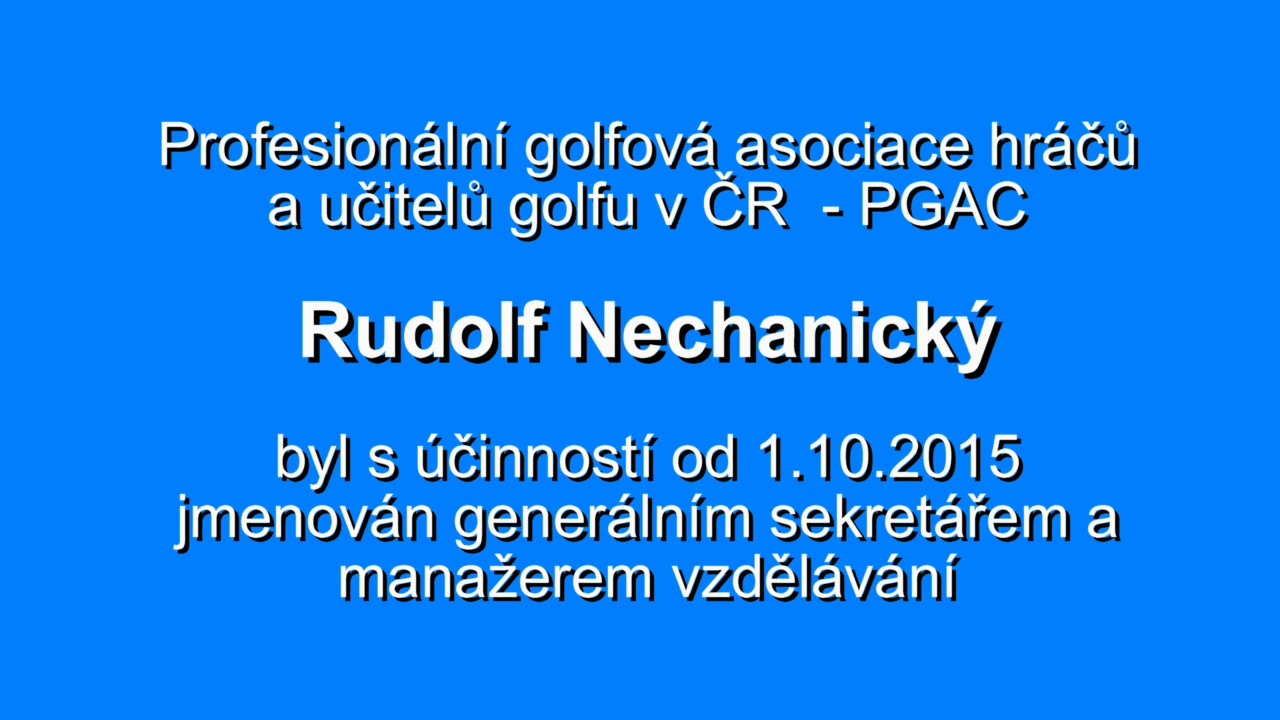 Profesionální golfová asociace hráčů
a učitelů golfu v ČR  - PGAC
Rudolf Nechanický
byl s účinností od 1.10.2015
jmenován generálním sekretářem a
manažerem vzdělávání